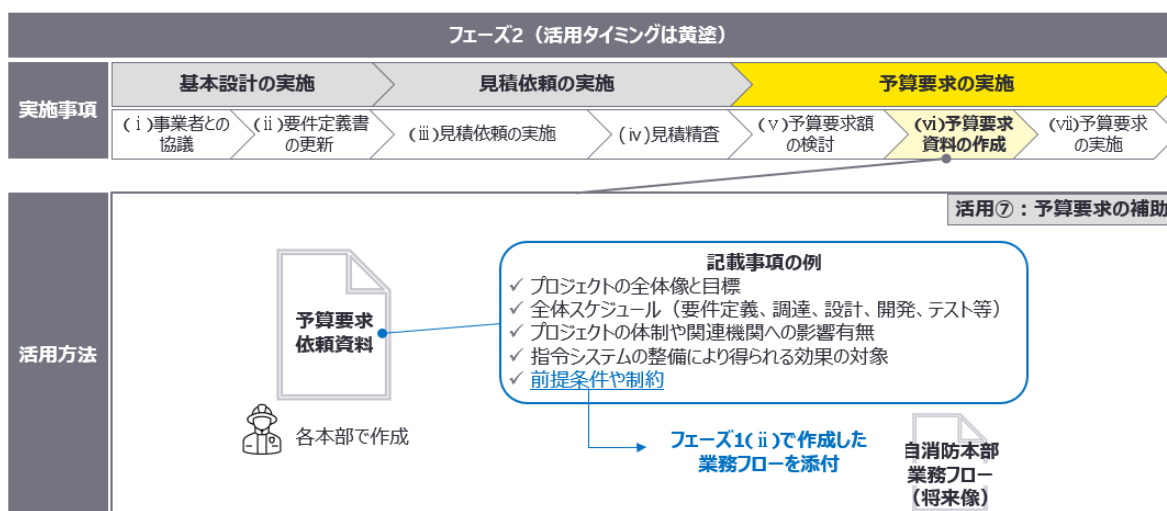 フェーズ2（活用タイミングは黄塗）
実施事項
基本設計の実施
見積依頼の実施
予算要求の実施
(ⅰ)事業者との
協議
(ⅱ)要件定義書
の更新
(ⅲ)見積依頼の実施
(ⅳ)見積精査
(ⅴ)予算要求額
の検討
(ⅵ)予算要求
資料の作成
(ⅶ)予算要求
の実施
活用方法
活用⑦：予算要求の補助
予算要求
依頼資料
各本部で作成
記載事項の例
✓ プロジェクトの全体像と目標
✓ 全体スケジュール（要件定義、調達、設計、開発、テスト等）
✓ プロジェクトの体制や関連機関への影響有無
✓ 指令システムの整備により得られる効果の対象
✓ 前提条件や制約
フェーズ1(ⅱ)で作成した
業務フローを添付
自消防本部
業務フロー
（将来像）